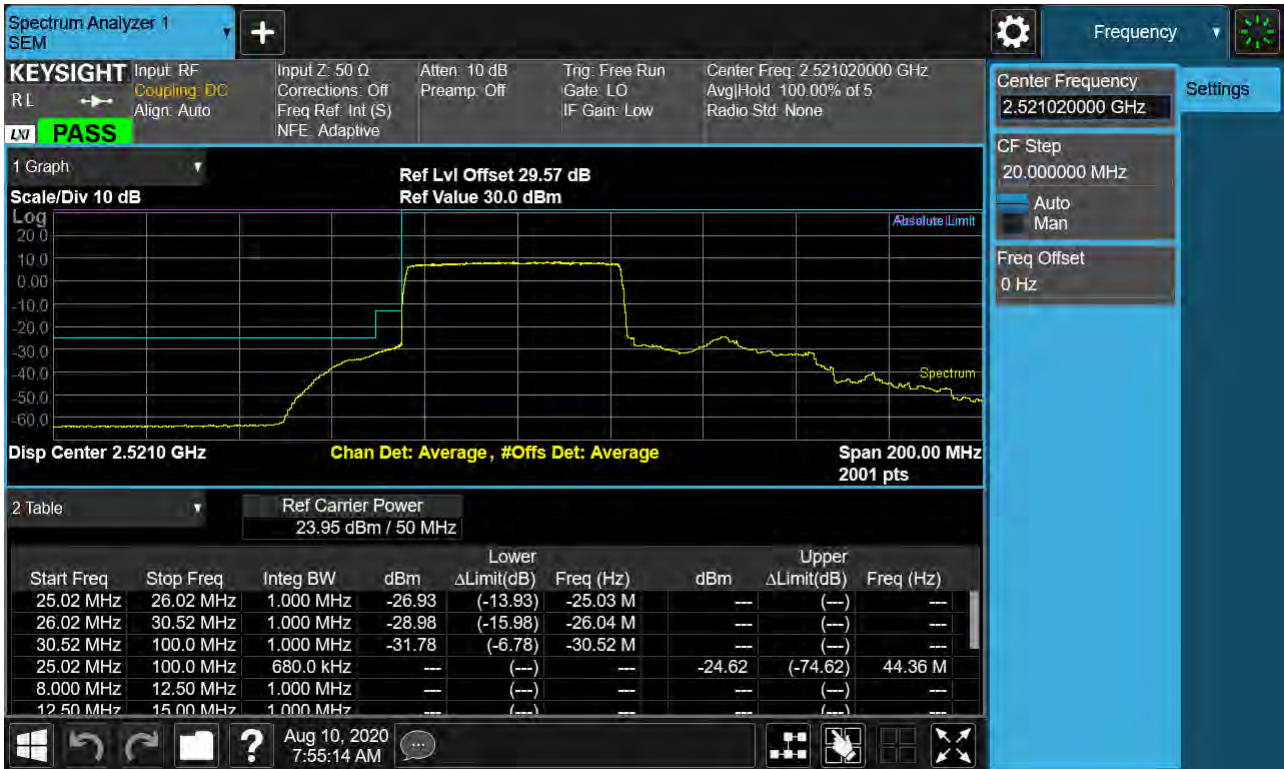 Spectrum Analyzer 1
SEM
Frequency
KEYSIGHT
R L
LXI
PASS
Input: RF
Coupling: DC
Align: Auto
Input Z: 50 Ω
Corrections: Off
Freq Ref: Int (S)
NFE: Adaptive
Atten: 10 dB
Preamp: Off
Trig: Free Run
Gate: LO
IF Gain: Low
Center Freq: 2.521020000 GHz
Avg|Hold: 100.00% of 5
Radio Std: None
Center Frequency
2.521020000 GHz
Settings
CF Step
20.000000 MHz
Auto
Man
Freq Offset
0 Hz
1 Graph
Scale/Div 10 dB
Ref Lvl Offset 29.57 dB
Ref Value 30.0 dBm
Log
20.0
10.0
0.00
-10.0
-20.0
-30.0
-40.0
-50.0
-60.0
Limit
Spectrum
Disp Center 2.5210 GHz
Chan Det: Average, #Offs Det: Average
Span 200.00 MHz
2001 pts
2 Table
Ref Carrier Power
23.95 dBm / 50 MHz
Lower Upper
Start Freq Stop Freq Integ BW dBm ΔLimit(dB) Freq (Hz) dBm ΔLimit(dB) Freq (Hz)
25.02 MHz 26.02 MHz 1.000 MHz -26.93 (-13.93) -25.03 M --- (---) ---
26.02 MHz 30.52 MHz 1.000 MHz -28.98 (-15.98) -26.04 M --- (---) ---
30.52 MHz 100.0 MHz 1.000 MHz -31.78 (-6.78) -30.52 M --- (---) ---
25.02 MHz 100.0 MHz 680.0 kHz --- (---) --- -24.62 (-74.62) 44.36 M
8.000 MHz 12.50 MHz 1.000 MHz --- (---) --- --- (---) ---
12.50 MHz 15.00 MHz 1.000 MHz --- (---) --- --- (---) ---
Aug 10, 2020
7:55:14 AM